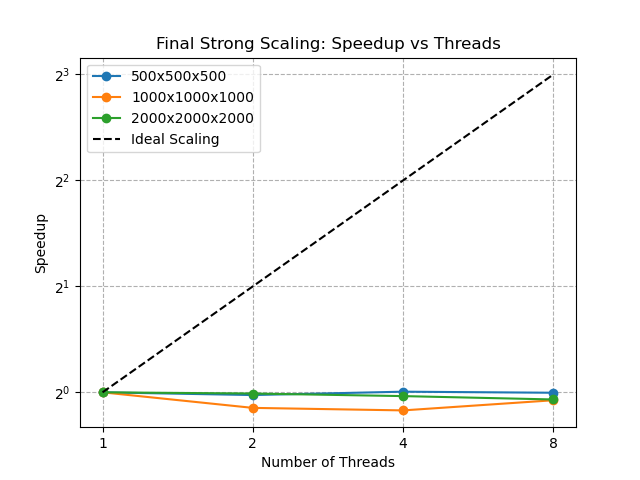 Final Strong Scaling: Speedup vs Threads
500x500x500
1000x1000x1000
2000x2000x2000
Ideal Scaling
2³
2²
2¹
2⁰
Speedup
1 2 4 8
Number of Threads